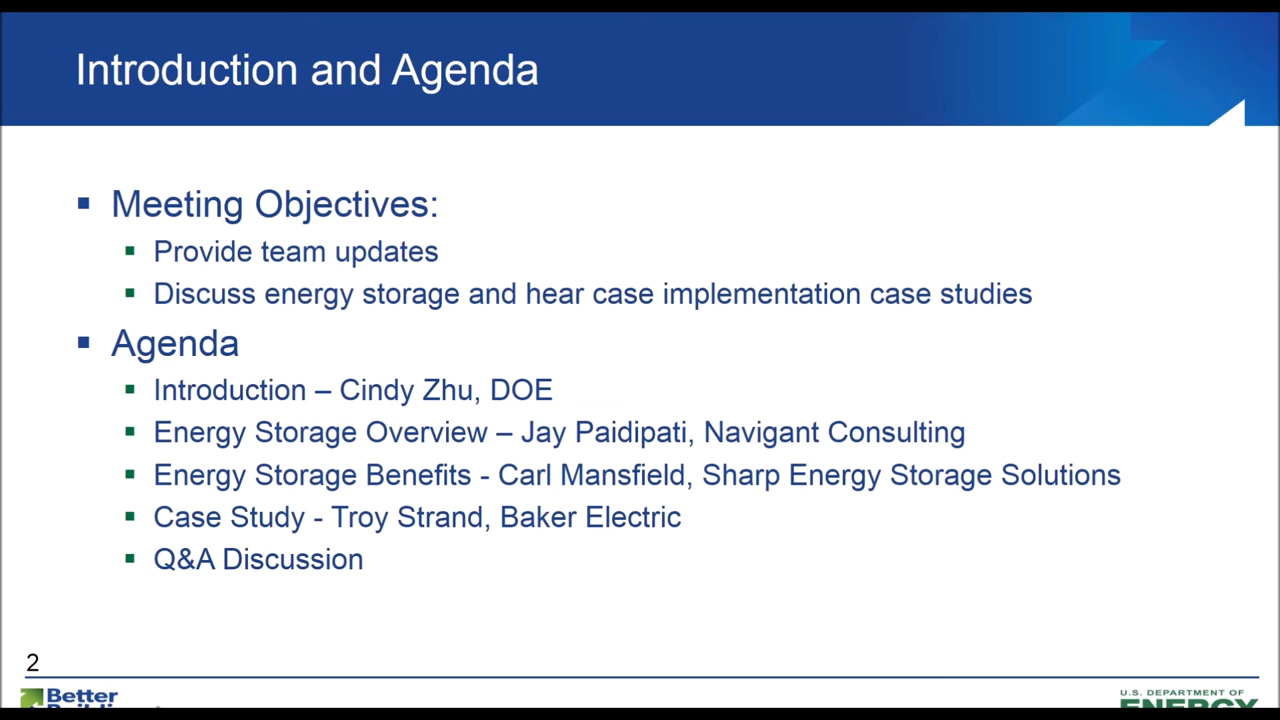 Introduction and Agenda
Meeting Objectives:
Provide team updates
Discuss energy storage and hear case implementation case studies
Agenda
Introduction – Cindy Zhu, DOE
Energy Storage Overview – Jay Paidipati, Navigant Consulting
Energy Storage Benefits - Carl Mansfield, Sharp Energy Storage Solutions
Case Study - Troy Strand, Baker Electric
Q&A Discussion
2
Better
U.S. DEPARTMENT OF
ENERGY